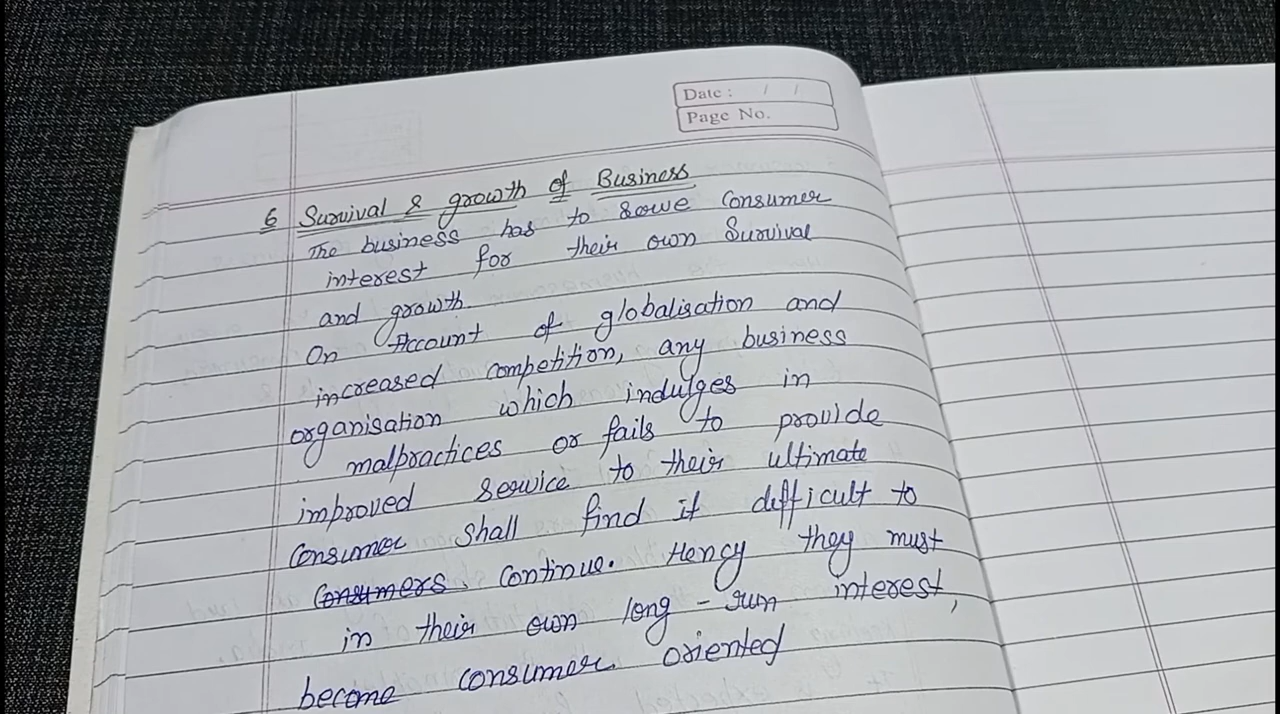 Date : / /
Page No.
6 Survival & growth of Business
The business has to serve Consumer
interest for their own Survival
and growth
On Account of globalisation and
increased competition, any business
organisation which indulges in
malpractices or fails to provide
improved service to their ultimate
Consumer shall find it difficult to
Consumers. Continue. Hency they must
in their own long - run interest,
become consumer oriented